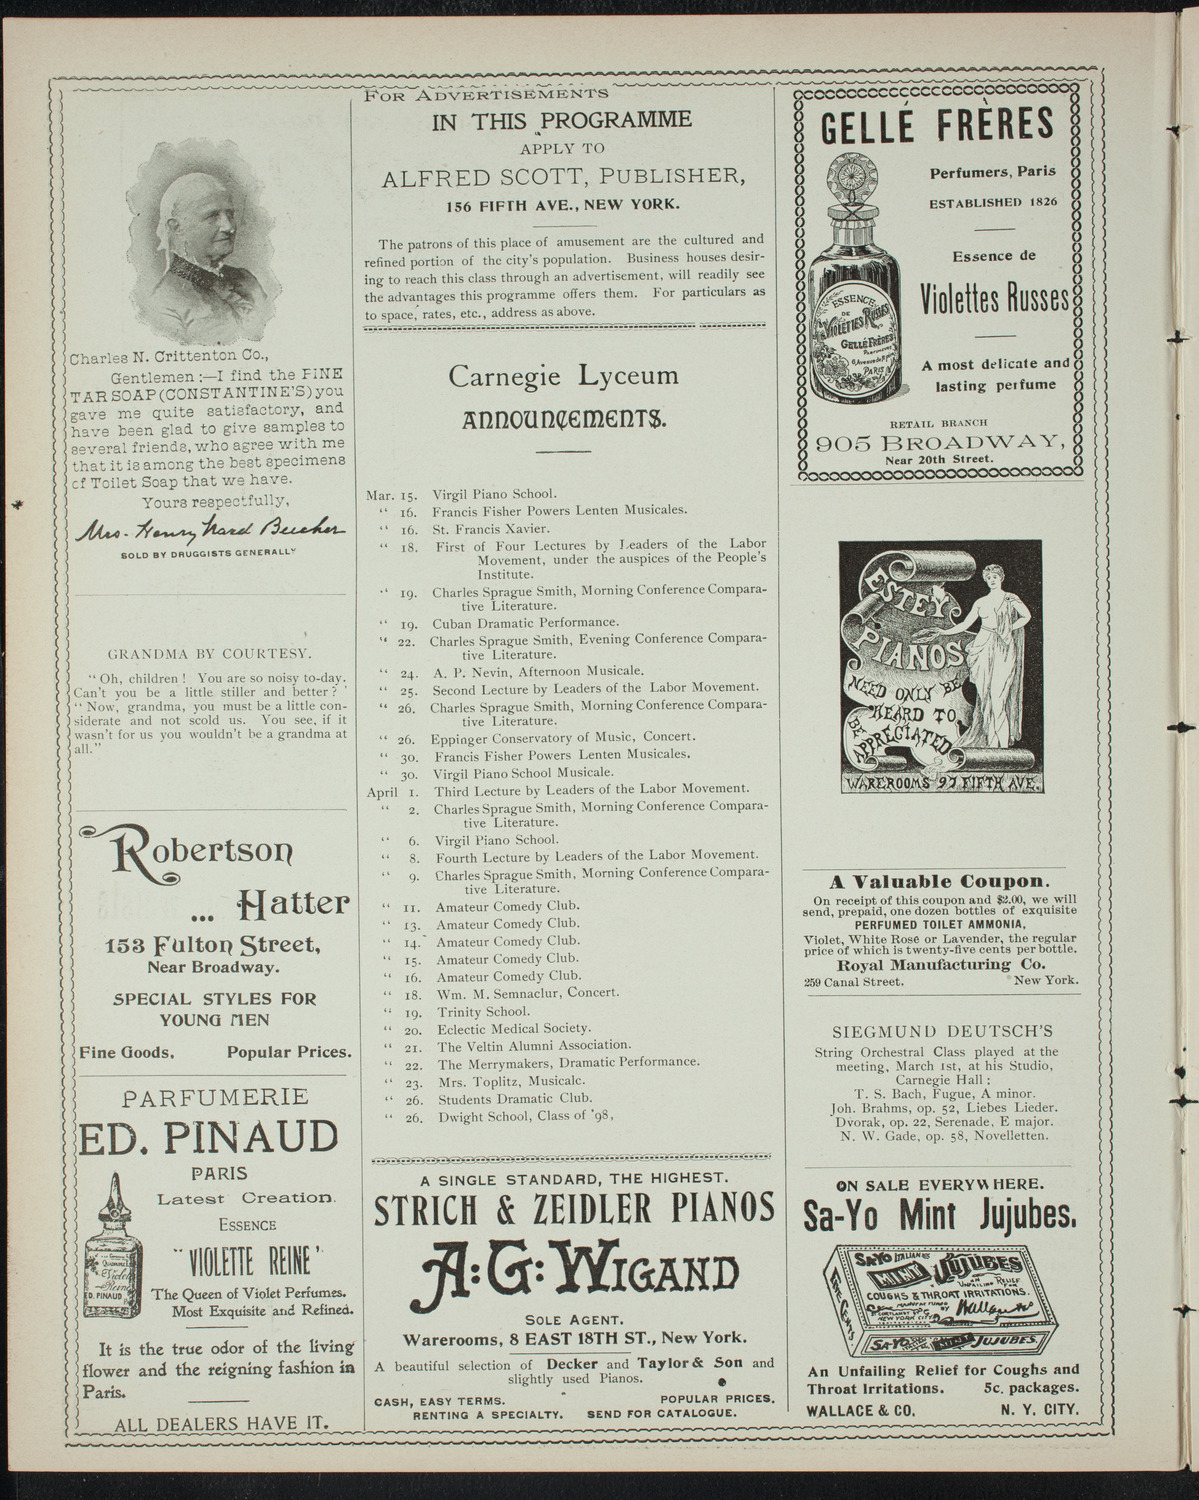 Charles N. Crittenton Co.,
Gentlemen:—I find the FINE
TAR SOAP (CONSTANTINE'S) you
gave me quite satisfactory, and
have been glad to give samples to
several friends, who agree with me
that it is among the best specimens
of Toilet Soap that we have.
Yours respectfully,
Mrs. Henry Ward Beecher
SOLD BY DRUGGISTS GENERALLY
GRANDMA BY COURTESY.
"Oh, children! You are so noisy to-day.
Can't you be a little stiller and better?'
"Now, grandma, you must be a little con-
siderate and not scold us. You see, if it
wasn't for us you wouldn't be a grandma at
all."
Robertson
... Hatter
153 Fulton Street,
Near Broadway.
SPECIAL STYLES FOR
YOUNG MEN
Fine Goods. Popular Prices.
PARFUMERIE
ED. PINAUD
PARIS
Latest Creation.
ESSENCE
"VIOLETTE REINE'
The Queen of Violet Perfumes.
Most Exquisite and Refined.
It is the true odor of the living
flower and the reigning fashion in
Paris.
ALL DEALERS HAVE IT.
FOR ADVERTISEMENTS
IN THIS PROGRAMME
APPLY TO
ALFRED SCOTT, PUBLISHER,
156 FIFTH AVE., NEW YORK.
The patrons of this place of amusement are the cultured and
refined portion of the city's population. Business houses desir-
ing to reach this class through an advertisement, will readily see
the advantages this programme offers them. For particulars as
to space, rates, etc., address as above.
Carnegie Lyceum
ANNOUNCEMENTS.
Mar. 15. Virgil Piano School.
" 16. Francis Fisher Powers Lenten Musicales.
" 16. St. Francis Xavier.
" 18. First of Four Lectures by Leaders of the Labor
Movement, under the auspices of the People's
Institute.
" 19. Charles Sprague Smith, Morning Conference Compara-
tive Literature.
" 19. Cuban Dramatic Performance.
" 22. Charles Sprague Smith, Evening Conference Compara-
tive Literature.
" 24. A. P. Nevin, Afternoon Musicale.
" 25. Second Lecture by Leaders of the Labor Movement.
" 26. Charles Sprague Smith, Morning Conference Compara-
tive Literature.
" 26. Eppinger Conservatory of Music, Concert.
" 30. Francis Fisher Powers Lenten Musicales.
" 30. Virgil Piano School Musicale.
April 1. Third Lecture by Leaders of the Labor Movement.
" 2. Charles Sprague Smith, Morning Conference Compara-
tive Literature.
" 6. Virgil Piano School.
" 8. Fourth Lecture by Leaders of the Labor Movement.
" 9. Charles Sprague Smith, Morning Conference Compara-
tive Literature.
" 11. Amateur Comedy Club.
" 13. Amateur Comedy Club.
" 14. Amateur Comedy Club.
" 15. Amateur Comedy Club.
" 16. Amateur Comedy Club.
" 18. Wm. M. Semnaclur, Concert.
" 19. Trinity School.
" 20. Eclectic Medical Society.
" 21. The Veltin Alumni Association.
" 22. The Merrymakers, Dramatic Performance.
" 23. Mrs. Toplitz, Musicale.
" 26. Students Dramatic Club.
" 26. Dwight School, Class of '98,
A SINGLE STANDARD, THE HIGHEST.
STRICH & ZEIDLER PIANOS
A:G:WIGAND
SOLE AGENT.
Warerooms, 8 EAST 18TH ST., New York.
A beautiful selection of Decker and Taylor & Son and
slightly used Pianos.
CASH, EASY TERMS. POPULAR PRICES.
RENTING A SPECIALTY. SEND FOR CATALOGUE.
GELLÉ FRÈRES
Perfumers, Paris
ESTABLISHED 1826
Essence de
Violettes Russes
A most delicate and
lasting perfume
ESSENCE
DE
VIOLETTES RUSSES
GELLÉ FRÈRES
PARIS
RETAIL BRANCH
905 BROADWAY,
Near 20th Street.
ESTEY
PIANOS
NEED ONLY BE
HEARD TO
BE APPRECIATED
WAREROOMS 97 FIFTH AVE.
A Valuable Coupon.
On receipt of this coupon and $2.00, we will
send, prepaid, one dozen bottles of exquisite
PERFUMED TOILET AMMONIA,
Violet, White Rose or Lavender, the regular
price of which is twenty-five cents per bottle.
Royal Manufacturing Co.
259 Canal Street. New York.
SIEGMUND DEUTSCH'S
String Orchestral Class played at the
meeting, March 1st, at his Studio,
Carnegie Hall:
T. S. Bach, Fugue, A minor.
Joh. Brahms, op. 52, Liebes Lieder.
Dvorak, op. 22, Serenade, E major.
N. W. Gade, op. 58, Novelletten.
ON SALE EVERYWHERE.
Sa-Yo Mint Jujubes.
SA-YO
MINT JUJUBES
AN UNFAILING RELIEF FOR
COUGHS & THROAT IRRITATIONS.
NEW YORK CITY
FIVE CENTS
SA-YO MINT JUJUBES
An Unfailing Relief for Coughs and
Throat Irritations. 5c. packages.
WALLACE & CO. N. Y. CITY.